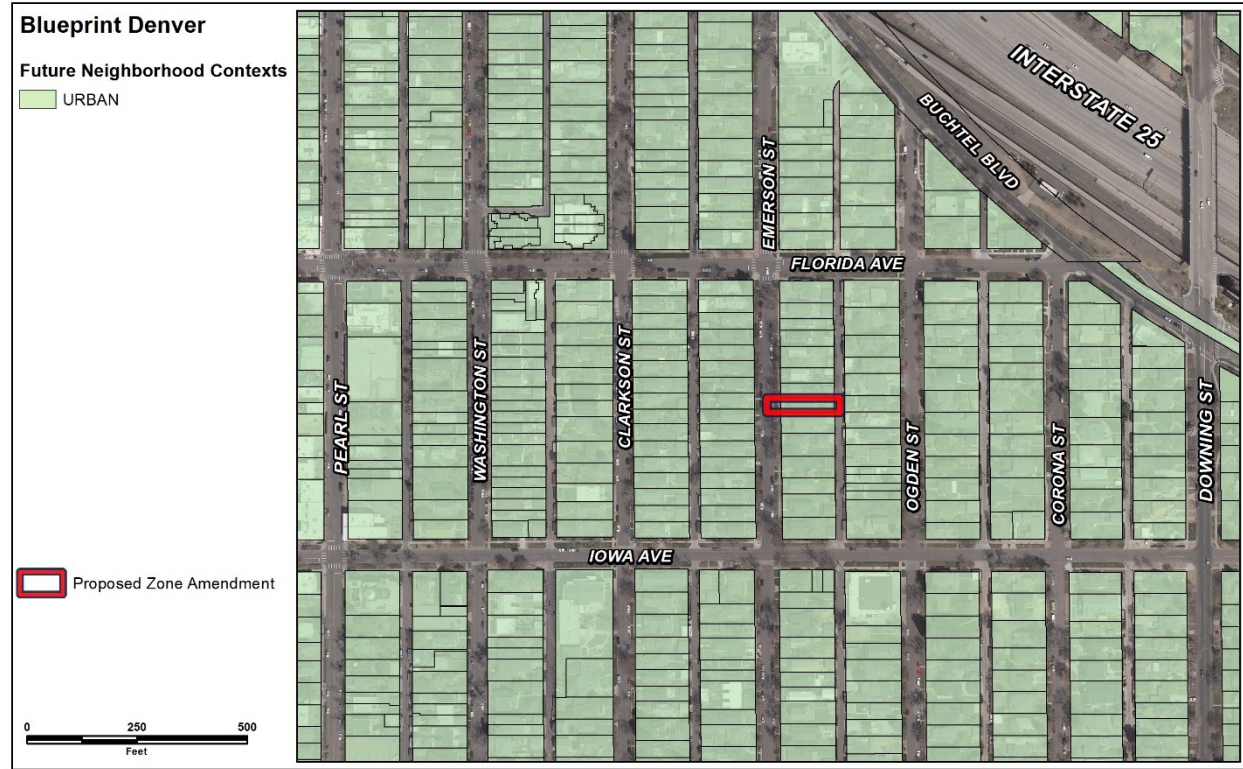 Blueprint Denver
Future Neighborhood Contexts
URBAN
INTERSTATE 25
BUCHTEL BLVD
EMERSON ST
FLORIDA AVE
PEARL ST
WASHINGTON ST
CLARKSON ST
OGDEN ST
CORONA ST
DOWNING ST
IOWA AVE
Proposed Zone Amendment
0 250 500
Feet